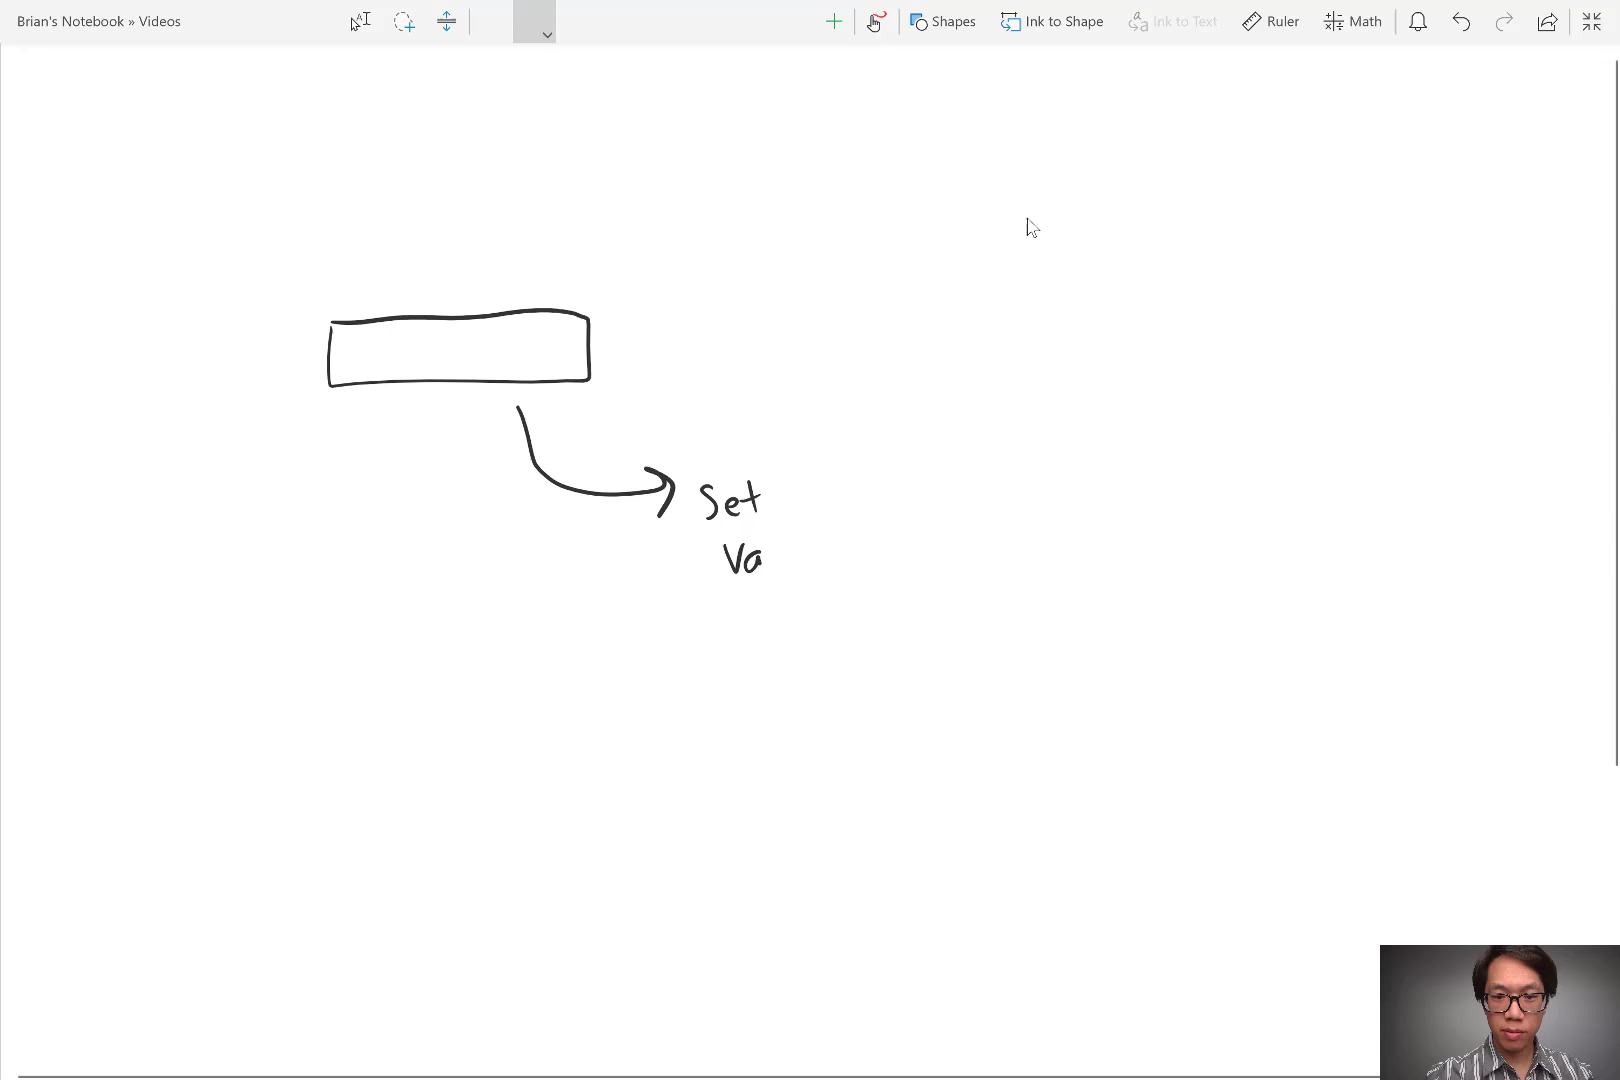 Brian's Notebook » Videos
Shapes
Ink to Shape
Ink to Text
Ruler
Math
Set
Va